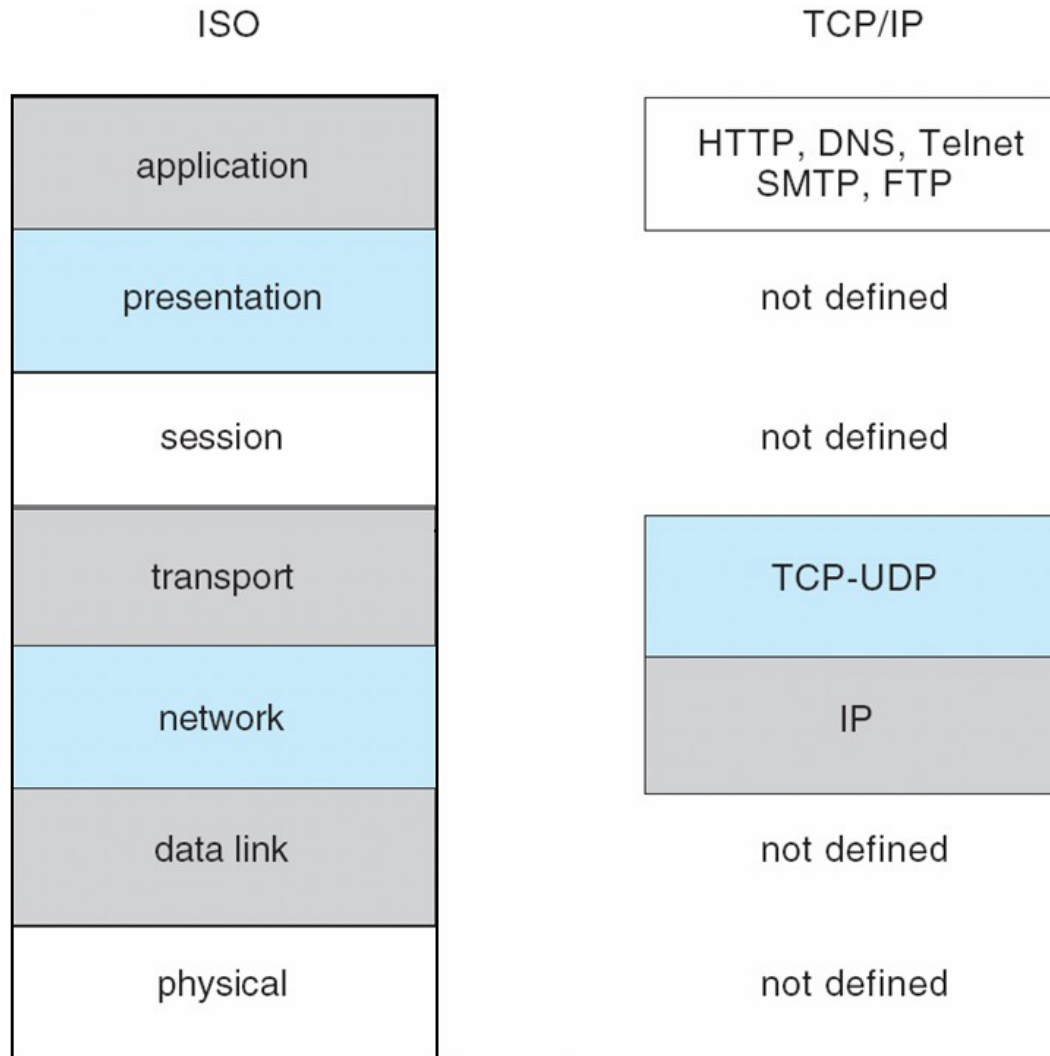 ISO
TCP/IP
application
HTTP, DNS, Telnet
SMTP, FTP
presentation
not defined
session
not defined
transport
TCP-UDP
network
IP
data link
not defined
physical
not defined